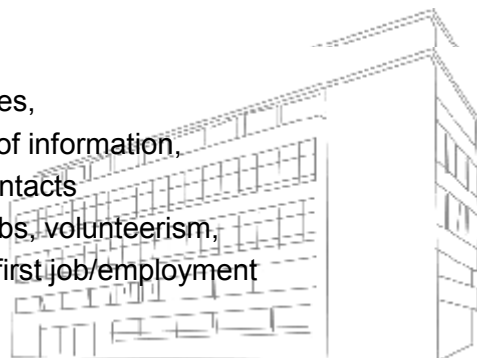 es,
of information,
ntacts
bs, volunteerism,
first job/employment